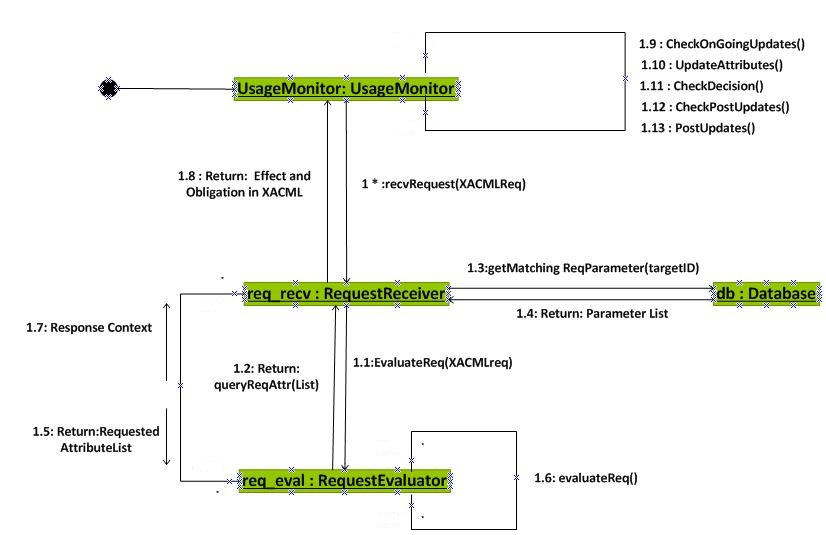 1.9 : CheckOnGoingUpdates()
1.10 : UpdateAttributes()
UsageMonitor: UsageMonitor
1.11 : CheckDecision()
1.12 : CheckPostUpdates()
1.13 : PostUpdates()
1.8 : Return: Effect and
Obligation in XACML
1 * :recvRequest(XACMLReq)
1.3:getMatching ReqParameter(targetID)
req_recv : RequestReceiver
db : Database
1.4: Return: Parameter List
1.7: Response Context
1.2: Return:
queryReqAttr(List)
1.1:EvaluateReq(XACMLreq)
1.5: Return:Requested
AttributeList
req_eval : RequestEvaluator
1.6: evaluateReq()